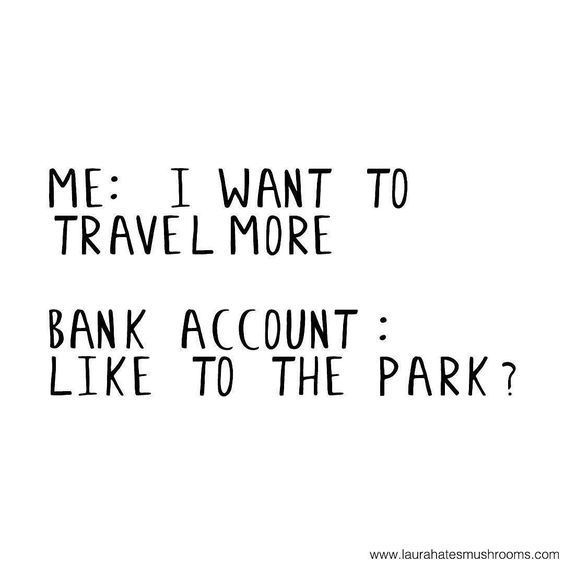 ME: I WANT TO
TRAVEL MORE
BANK ACCOUNT:
LIKE TO THE PARK?
www.laurahatesmushrooms.com